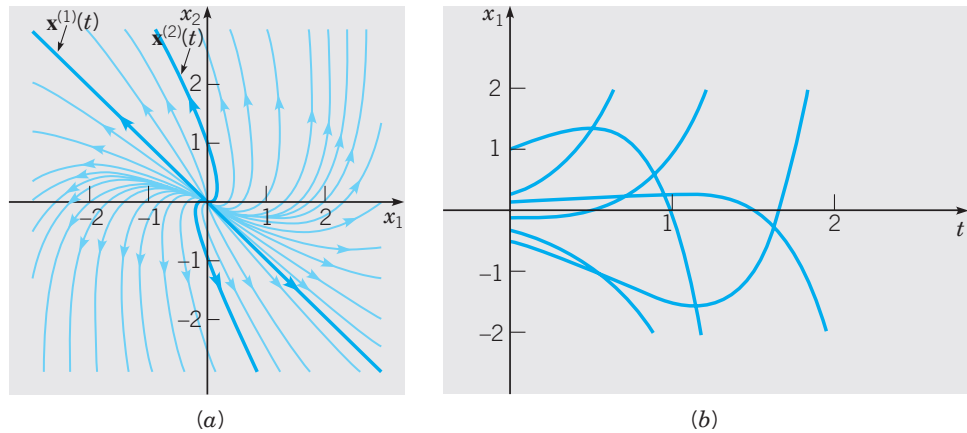 x₂
x⁽¹⁾(t)
x⁽²⁾(t)
2
1
−2 −1 1 2 x₁
−1
−2
(a)
x₁
2
1
1 2 t
−1
−2
(b)